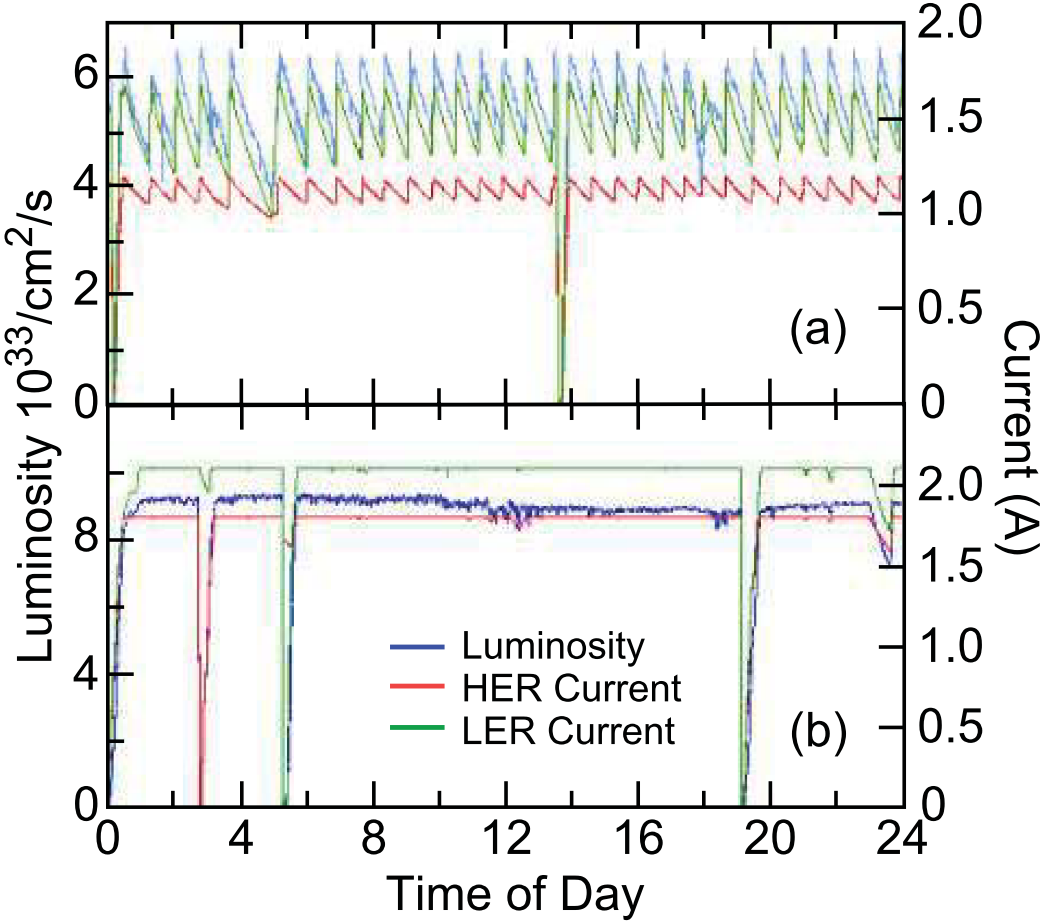 2.0
6
1.5
4
1.0
2
0.5
(a)
0
0
Luminosity 10³³/cm²/s
Current (A)
2.0
8
1.5
Luminosity
1.0
HER Current
4
LER Current
0.5
(b)
0
0
0 4 8 12 16 20 24
Time of Day